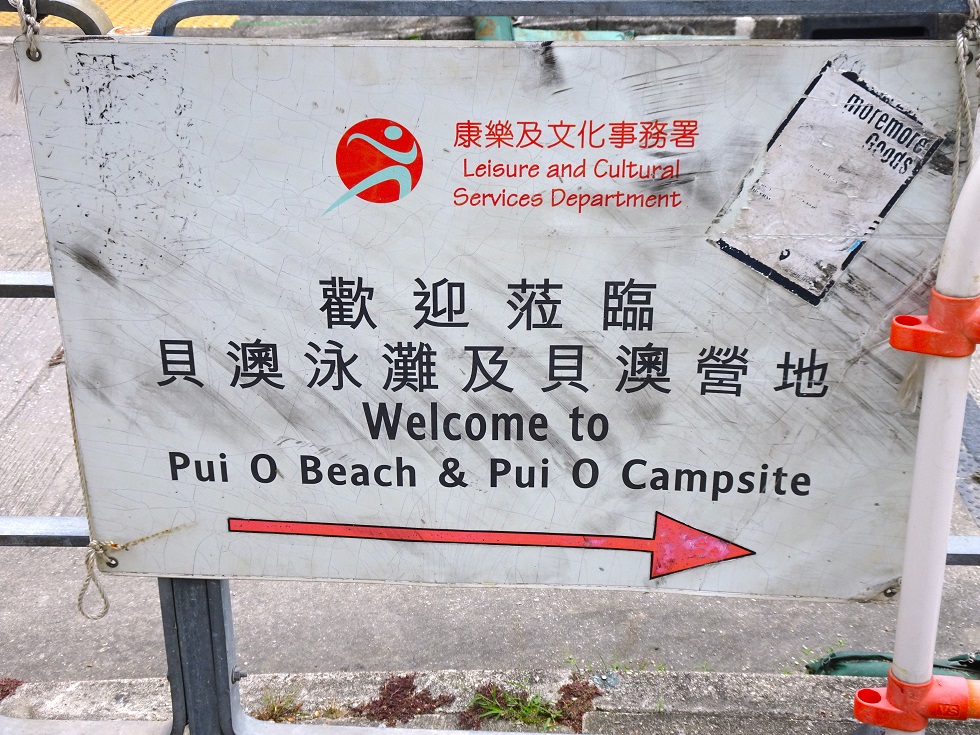 康樂及文化事務署
Leisure and Cultural
Services Department
moremore
Goods
歡迎蒞臨
貝澳泳灘及貝澳營地
Welcome to
Pui O Beach & Pui O Campsite
VS